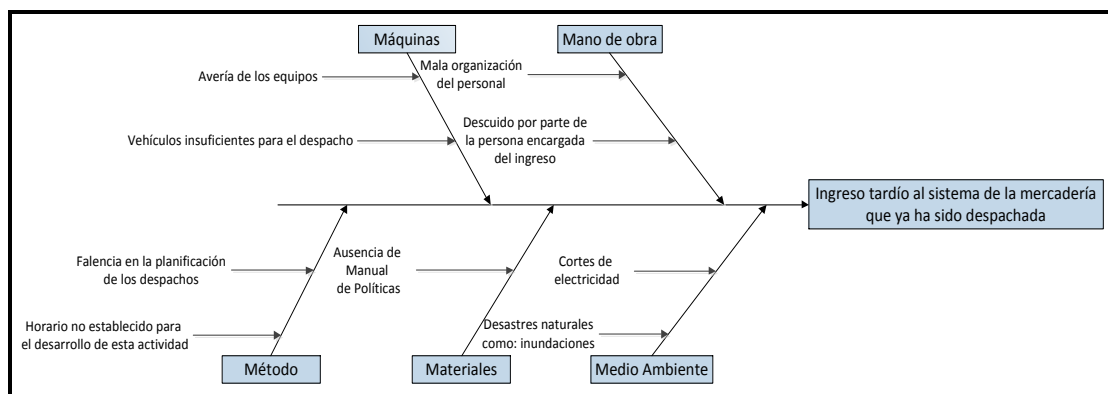 Máquinas
Mano de obra
Avería de los equipos
Mala organización
del personal
Vehículos insuficientes para el despacho
Descuido por parte de
la persona encargada
del ingreso
Ingreso tardío al sistema de la mercadería
que ya ha sido despachada
Falencia en la planificación
de los despachos
Ausencia de
Manual
de Políticas
Cortes de
electricidad
Horario no establecido para
el desarrollo de esta actividad
Desastres naturales
como: inundaciones
Método
Materiales
Medio Ambiente